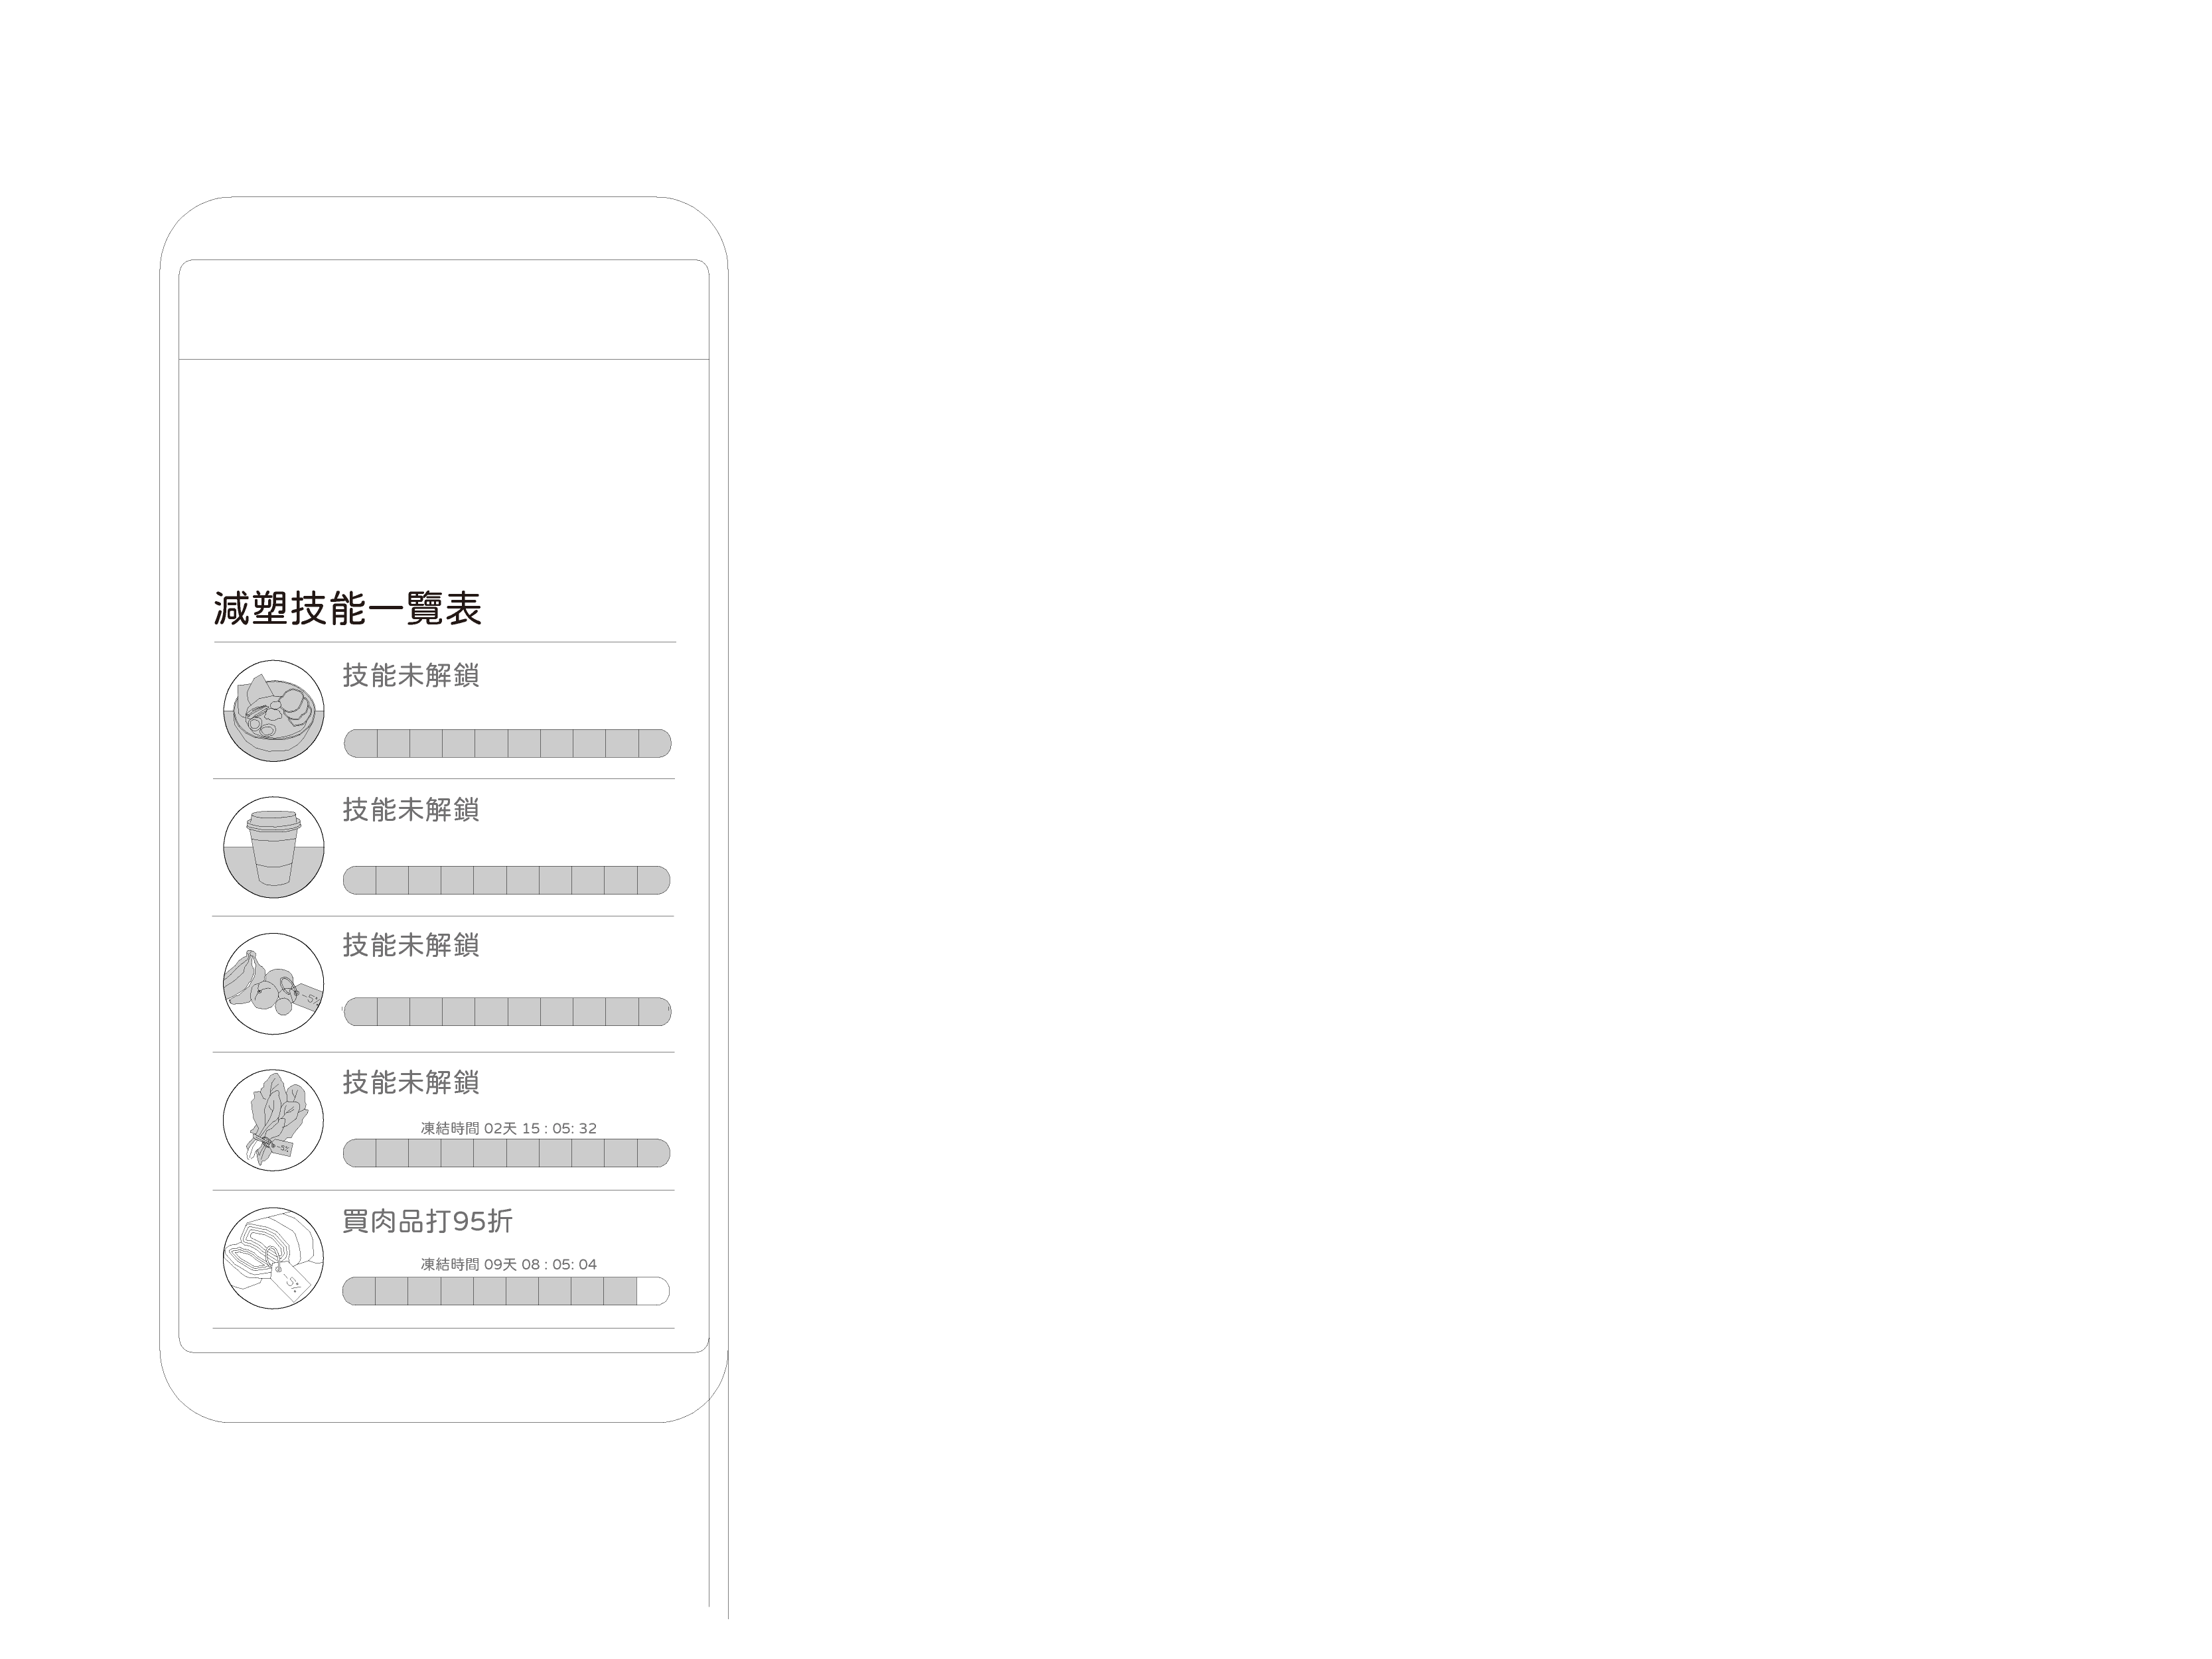 減塑技能一覽表
技能未解鎖
技能未解鎖
技能未解鎖
-5%
技能未解鎖
凍結時間 02天 15 : 05: 32
-5%
買肉品打95折
凍結時間 09天 08 : 05: 04
-5%